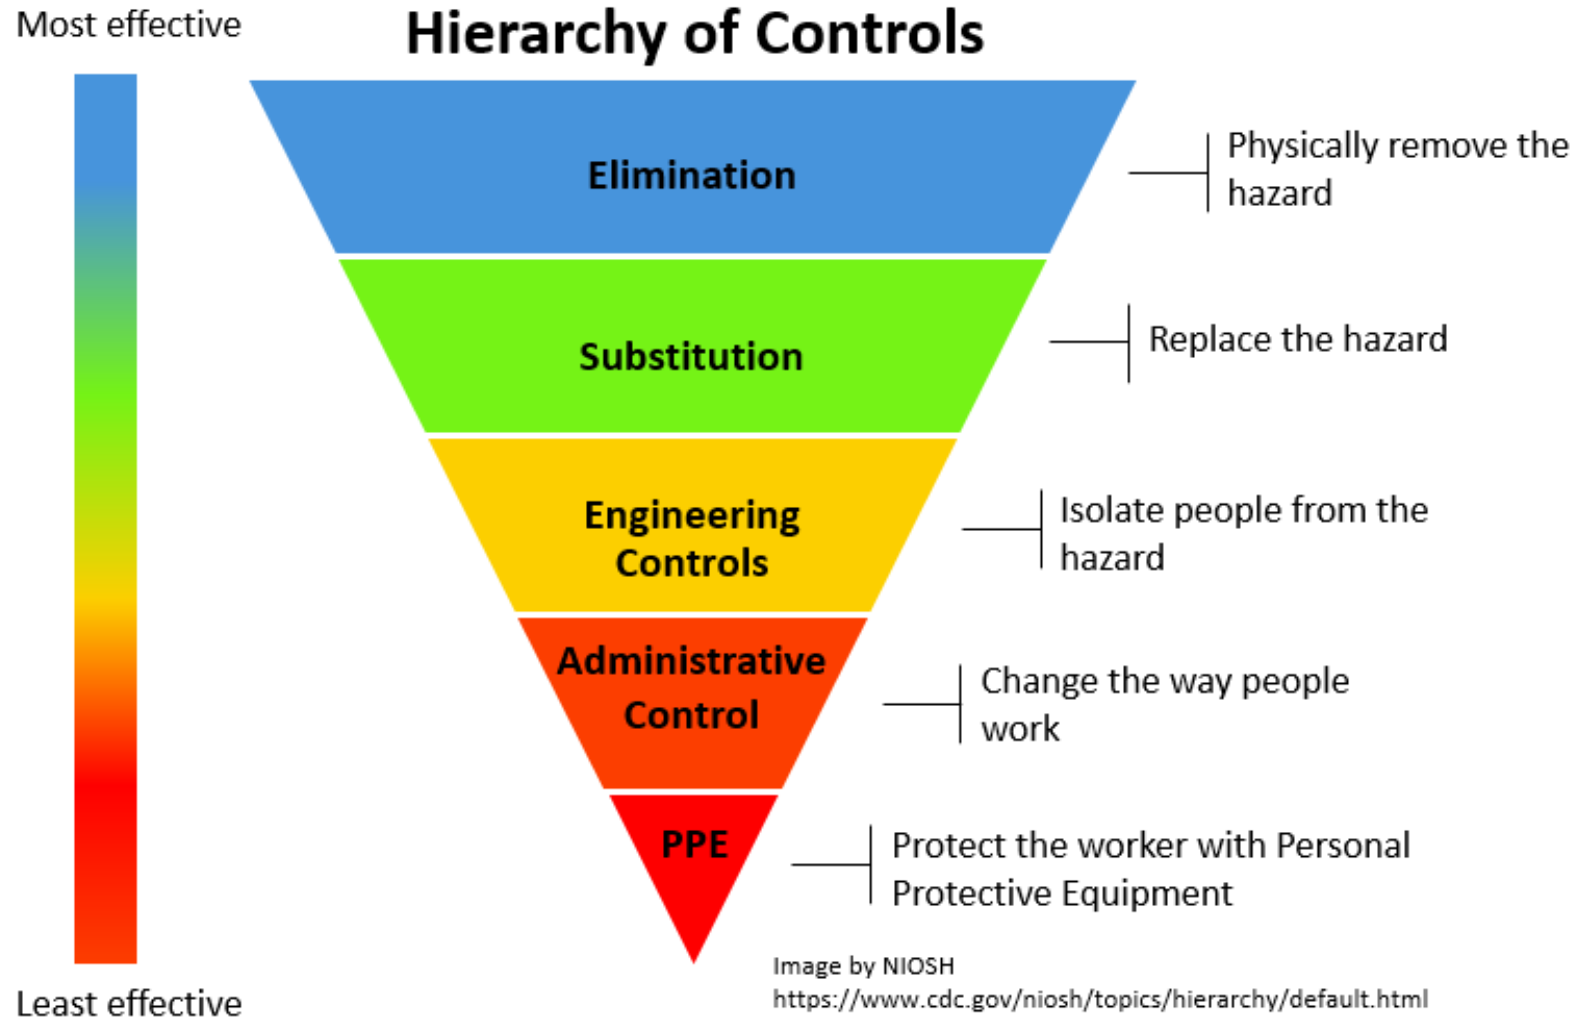 Most effective
Hierarchy of Controls
Elimination
Physically remove the
hazard
Substitution
Replace the hazard
Engineering
Controls
Isolate people from the
hazard
Administrative
Control
Change the way people
work
PPE
Protect the worker with Personal
Protective Equipment
Image by NIOSH
https://www.cdc.gov/niosh/topics/hierarchy/default.html
Least effective